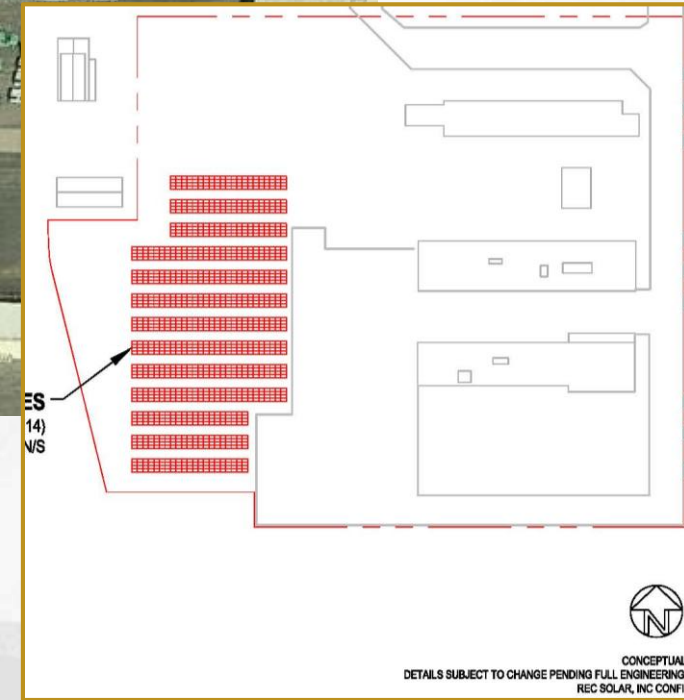 ES
14)
N/S
N
CONCEPTUAL
DETAILS SUBJECT TO CHANGE PENDING FULL ENGINEERING
REC SOLAR, INC CONFI